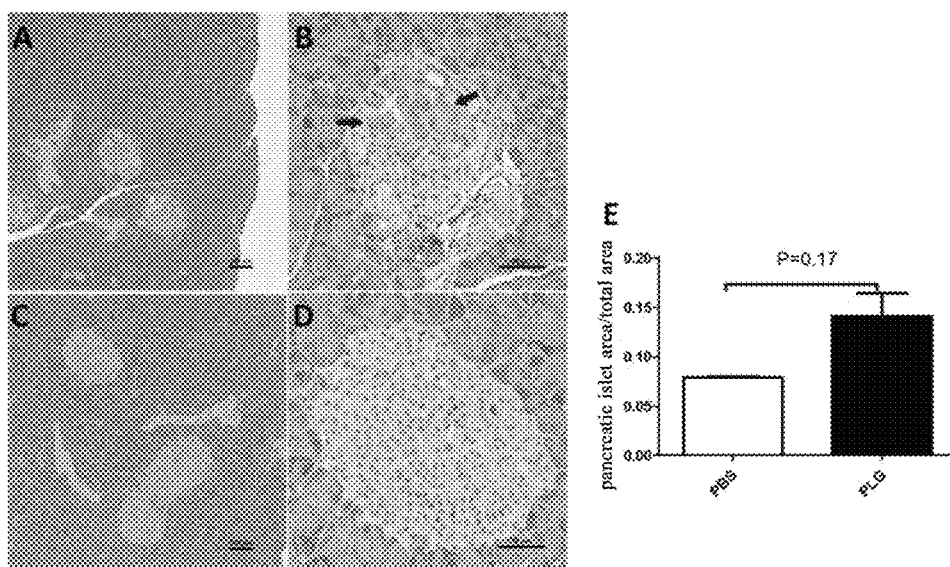 A
B
C
D
E
P=0.17
pancreatic islet area/total area
0.20
0.15
0.10
0.05
0.00
PBS
PLG